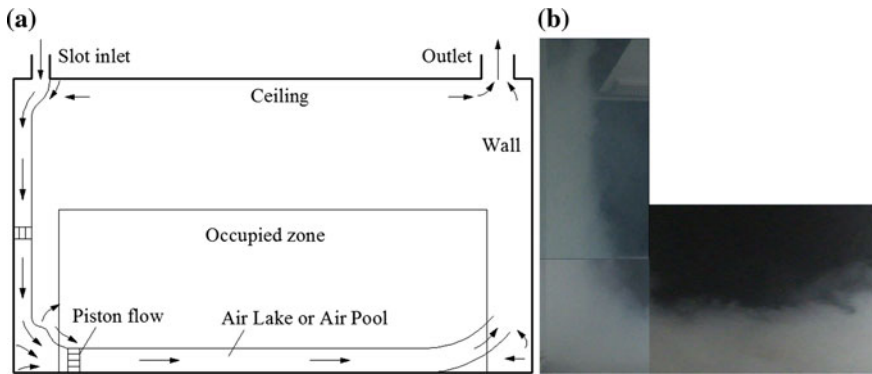 (a)
(b)
Slot inlet
Outlet
Ceiling
Wall
Occupied zone
Piston flow
Air Lake or Air Pool